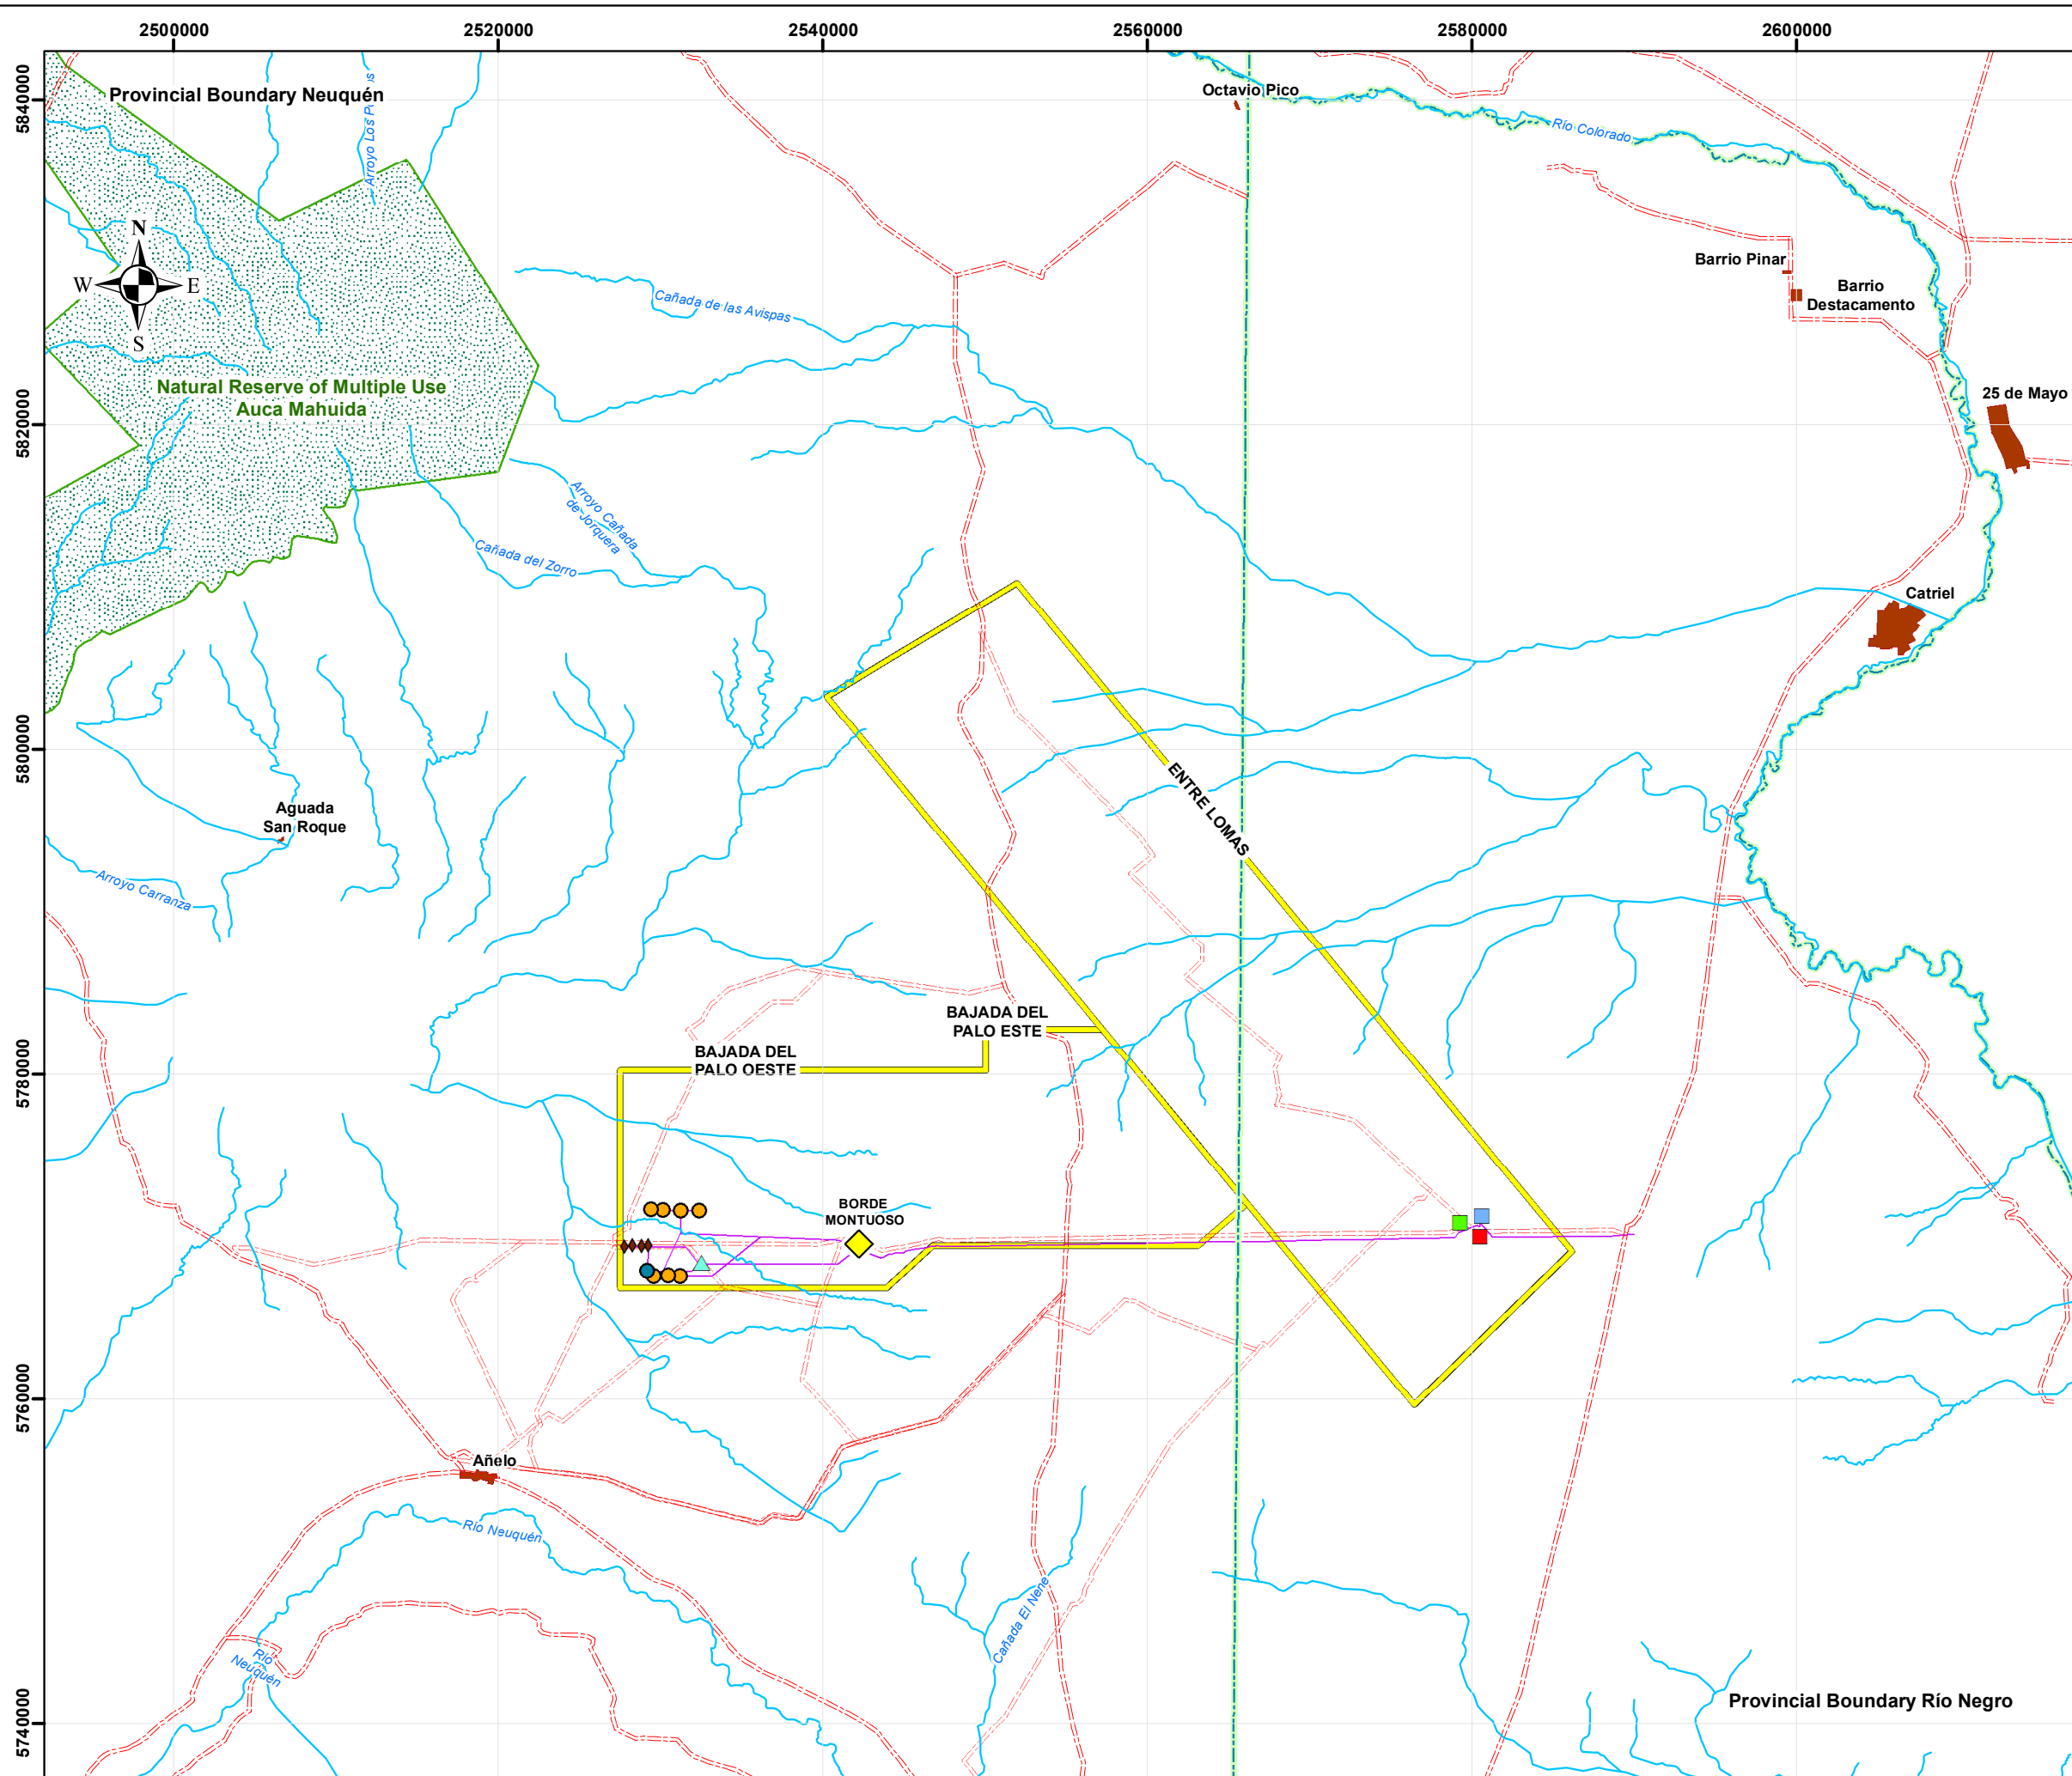 2500000
2520000
2540000
2560000
2580000
2600000
5840000
5820000
5800000
5780000
5760000
5740000
Provincial Boundary Neuquén
Octavio Pico
Río Colorado
N
W
E
S
Barrio Pinar
Barrio
Destacamento
Cañada de las Avispas
Natural Reserve of Multiple Use
Auca Mahuida
25 de Mayo
Arroyo Cañada
de Jorquera
Cañada del Zorro
Catriel
ENTRE LOMAS
Aguada
San Roque
Arroyo Carranza
BAJADA DEL
PALO ESTE
BAJADA DEL
PALO OESTE
BORDE
MONTUOSO
Añelo
Río Neuquén
Cañada El Nene
Río
Neuquén
Provincial Boundary Río Negro
Arroyo Los